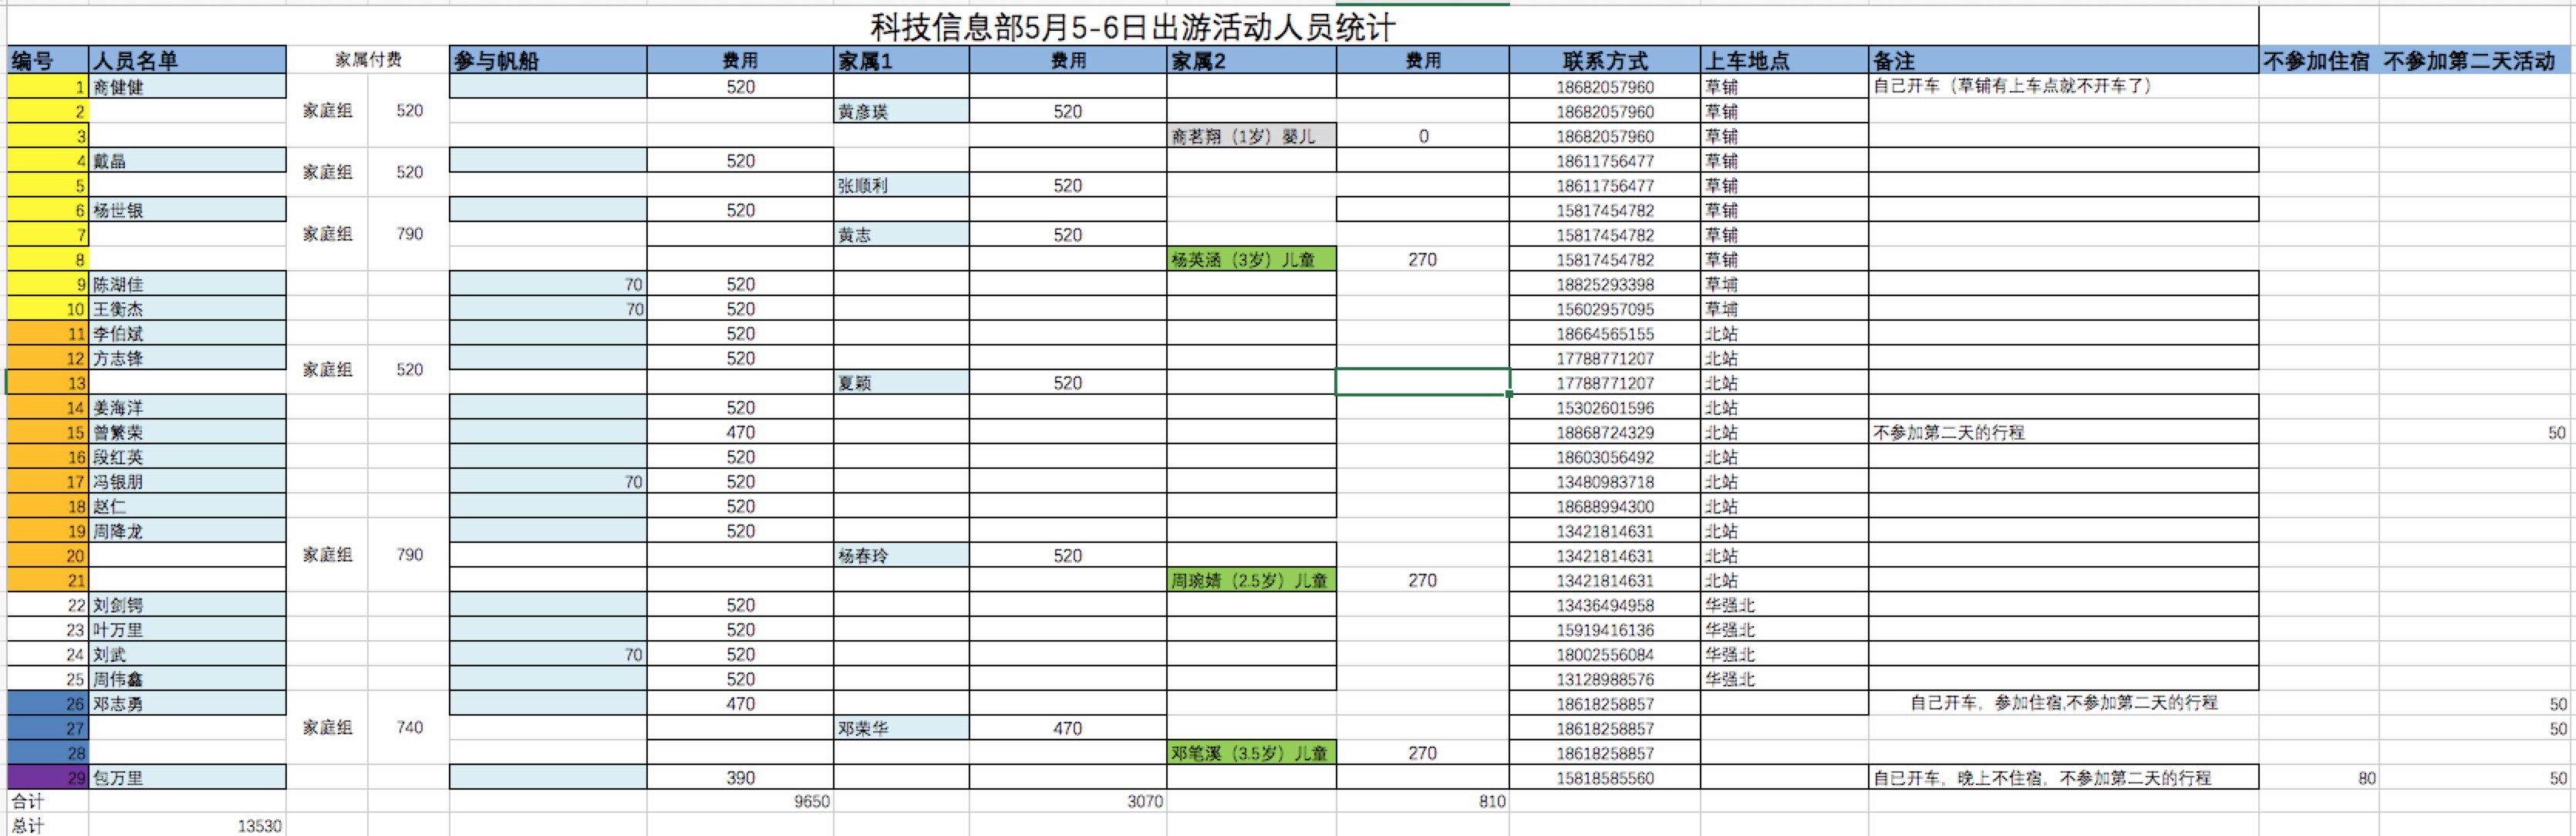 科技信息部5月5-6日出游活动人员统计
编号 人员名单 家属付费 参与帆船 费用 家属1 费用 家属2 费用 联系方式 上车地点 备注 不参加住宿 不参加第二天活动
1 商健健 家庭组 520 520 18682057960 草铺 自己开车（草铺有上车点就不开车了）
2 黄彦瑛 520 18682057960 草铺
3 商茗翔（1岁）婴儿 0 18682057960 草铺
4 戴晶 家庭组 520 520 18611756477 草铺
5 张顺利 520 18611756477 草铺
6 杨世银 家庭组 790 520 15817454782 草铺
7 黄志 520 15817454782 草铺
8 杨英涵（3岁）儿童 270 15817454782 草铺
9 陈湖佳 70 520 18825293398 草埔
10 王衡杰 70 520 15602957095 草埔
11 李伯斌 520 18664565155 北站
12 方志锋 家庭组 520 520 17788771207 北站
13 夏颖 520 17788771207 北站
14 姜海洋 520 15302601596 北站
15 曾繁荣 470 18868724329 北站 不参加第二天的行程 50
16 段红英 520 18603056492 北站
17 冯银朋 70 520 13480983718 北站
18 赵仁 520 18688994300 北站
19 周降龙 家庭组 790 520 13421814631 北站
20 杨春玲 520 13421814631 北站
21 周琬婧（2.5岁）儿童 270 13421814631 北站
22 刘剑锷 520 13436494958 华强北
23 叶万里 520 15919416136 华强北
24 刘武 70 520 18002556084 华强北
25 周伟鑫 520 13128988576 华强北
26 邓志勇 家庭组 740 470 18618258857 自己开车，参加住宿,不参加第二天的行程 50
27 邓荣华 470 18618258857 50
28 邓笔溪（3.5岁）儿童 270 18618258857
29 包万里 390 15818585560 自己开车，晚上不住宿，不参加第二天的行程 80 50
合计 9650 3070 810
总计 13530